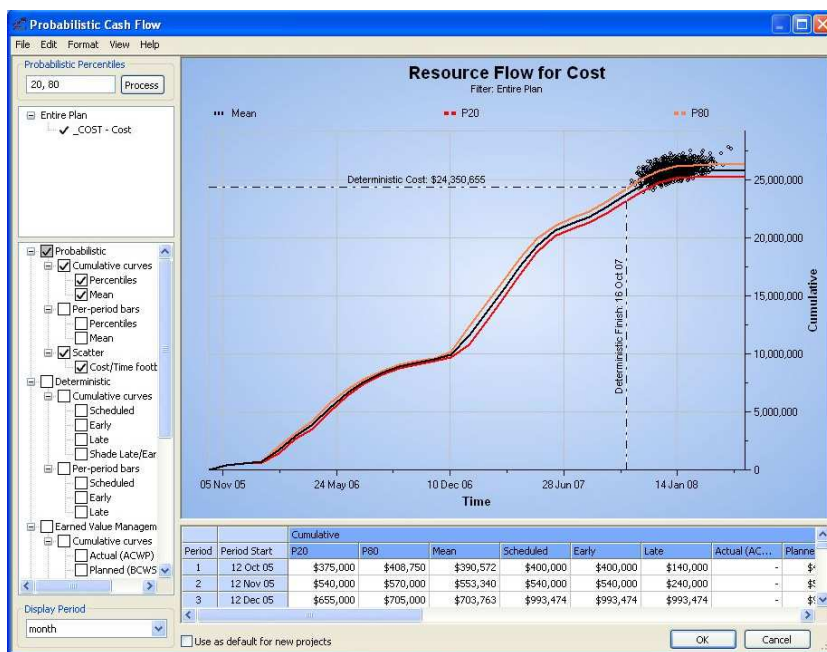 Probabilistic Cash Flow
File Edit Format View Help
Probabilistic Percentiles
20, 80 Process
Entire Plan
_COST - Cost
Probabilistic
Cumulative curves
Percentiles
Mean
Per-period bars
Percentiles
Mean
Scatter
Cost/Time footb
Deterministic
Cumulative curves
Scheduled
Early
Late
Shade Late/Ear
Per-period bars
Scheduled
Early
Late
Earned Value Managem
Cumulative curves
Actual (ACWP)
Planned (BCWS
Display Period
month
Resource Flow for Cost
Filter: Entire Plan
Mean P20 P80
Deterministic Cost: $24,350,655
Deterministic Finish: 16 Oct 07
25,000,000
20,000,000
15,000,000
10,000,000
5,000,000
0
Cumulative
05 Nov 05 24 May 06 10 Dec 06 28 Jun 07 14 Jan 08
Time
Cumulative
Period Period Start P20 P80 Mean Scheduled Early Late Actual (AC... Planne
1 12 Oct 05 $375,000 $408,750 $390,572 $400,000 $400,000 $140,000 - $4
2 12 Nov 05 $540,000 $570,000 $553,340 $540,000 $540,000 $240,000 - $5
3 12 Dec 05 $655,000 $705,000 $703,763 $993,474 $993,474 $993,474 - $9
Use as default for new projects
OK Cancel